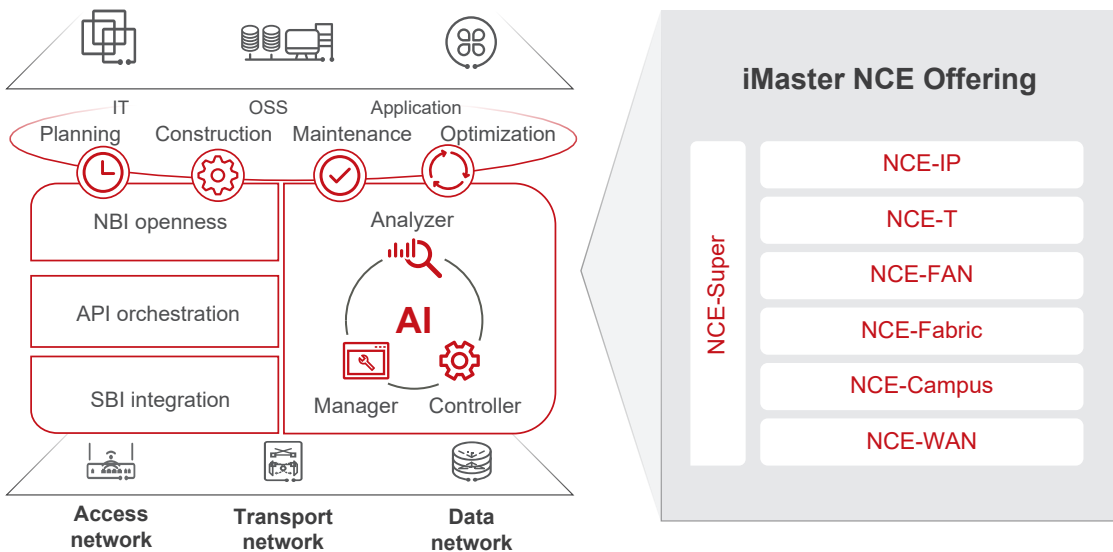 IT
OSS
Application
Planning
Construction
Maintenance
Optimization
NBI openness
API orchestration
SBI integration
Analyzer
AI
Manager
Controller
Access
network
Transport
network
Data
network
iMaster NCE Offering
NCE-Super
NCE-IP
NCE-T
NCE-FAN
NCE-Fabric
NCE-Campus
NCE-WAN